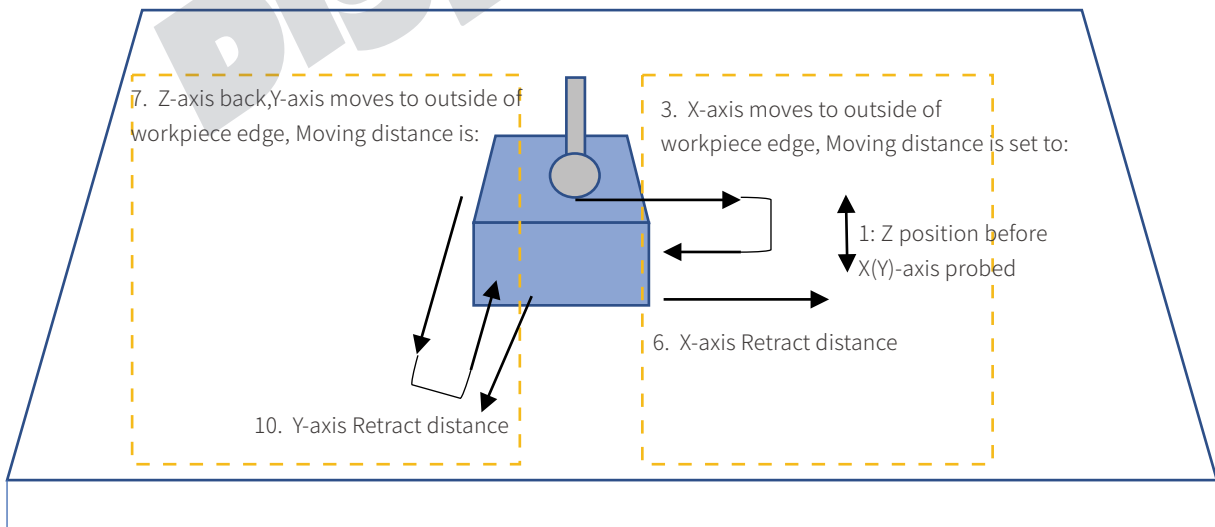 7. Z-axis back,Y-axis moves to outside of
workpiece edge, Moving distance is:
3. X-axis moves to outside of
workpiece edge, Moving distance is set to:
1: Z position before
X(Y)-axis probed
6. X-axis Retract distance
10. Y-axis Retract distance